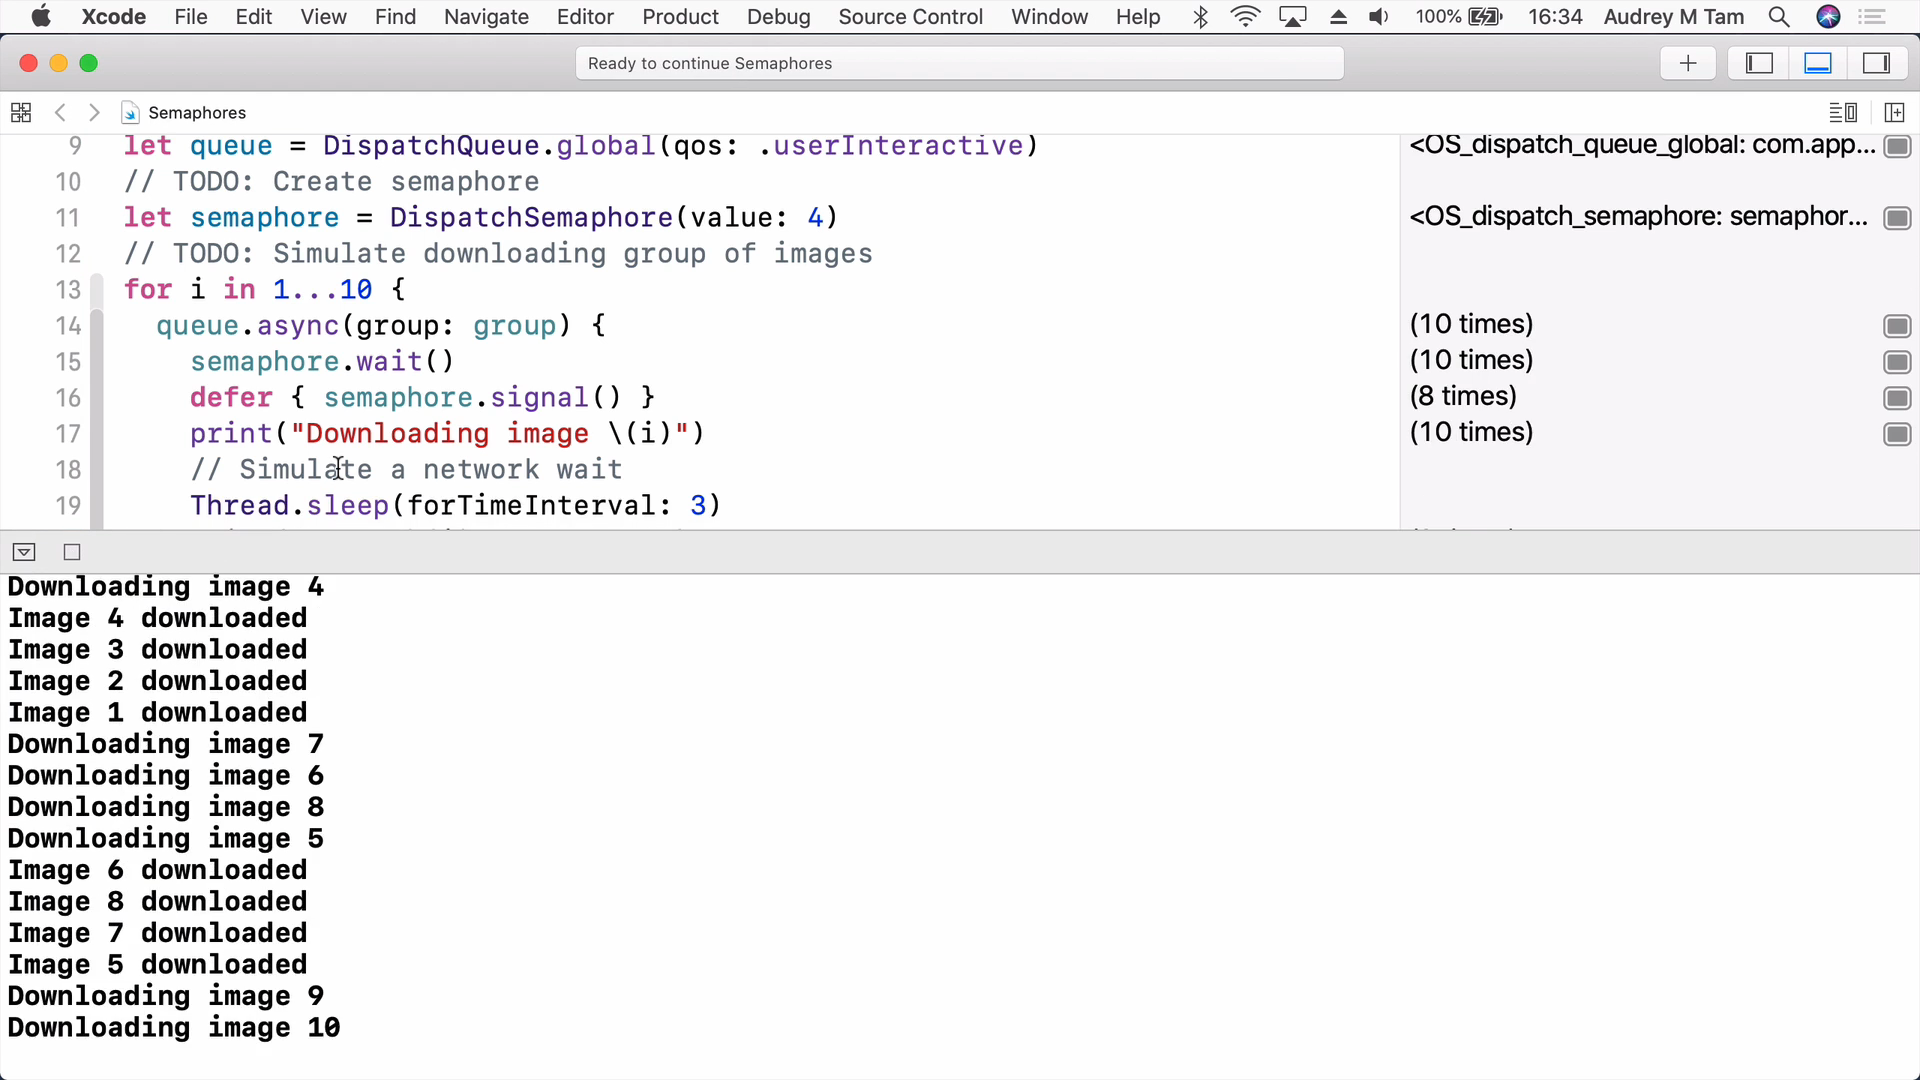 Xcode File Edit View Find Navigate Editor Product Debug Source Control Window Help 100% 16:34 Audrey M Tam
Ready to continue Semaphores
Semaphores
9 let queue = DispatchQueue.global(qos: .userInteractive) <OS_dispatch_queue_global: com.app...
10 // TODO: Create semaphore
11 let semaphore = DispatchSemaphore(value: 4) <OS_dispatch_semaphore: semaphor...
12 // TODO: Simulate downloading group of images
13 for i in 1...10 {
14 queue.async(group: group) { (10 times)
15 semaphore.wait() (10 times)
16 defer { semaphore.signal() } (8 times)
17 print("Downloading image \(i)") (10 times)
18 // Simulate a network wait
19 Thread.sleep(forTimeInterval: 3)
Downloading image 4
Image 4 downloaded
Image 3 downloaded
Image 2 downloaded
Image 1 downloaded
Downloading image 7
Downloading image 6
Downloading image 8
Downloading image 5
Image 6 downloaded
Image 8 downloaded
Image 7 downloaded
Image 5 downloaded
Downloading image 9
Downloading image 10